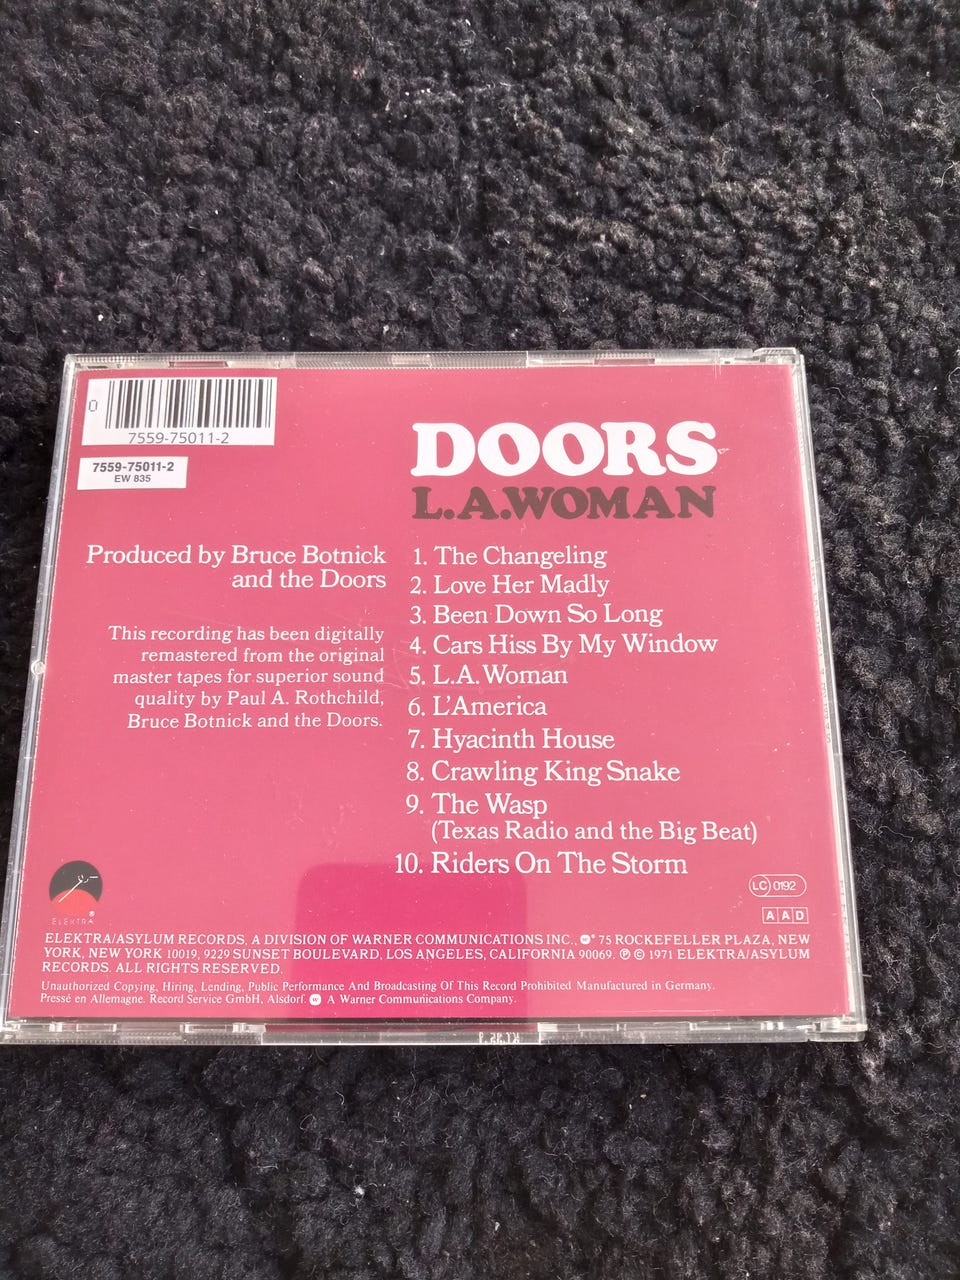 0
7559-75011-2
7559-75011-2
EW 835
DOORS
L.A.WOMAN
Produced by Bruce Botnick
and the Doors
This recording has been digitally
remastered from the original
master tapes for superior sound
quality by Paul A. Rothchild,
Bruce Botnick and the Doors.
1. The Changeling
2. Love Her Madly
3. Been Down So Long
4. Cars Hiss By My Window
5. L.A.Woman
6. L'America
7. Hyacinth House
8. Crawling King Snake
9. The Wasp
(Texas Radio and the Big Beat)
10. Riders On The Storm
LC 0192
AAD
ELEKTRA ®
ELEKTRA/ASYLUM RECORDS, A DIVISION OF WARNER COMMUNICATIONS INC., ® 75 ROCKEFELLER PLAZA, NEW
YORK, NEW YORK 10019, 9229 SUNSET BOULEVARD, LOS ANGELES, CALIFORNIA 90069. ℗ © 1971 ELEKTRA/ASYLUM
RECORDS. ALL RIGHTS RESERVED.
Unauthorized Copying, Hiring, Lending, Public Performance And Broadcasting Of This Record Prohibited Manufactured in Germany.
Pressé en Allemagne. Record Service GmbH, Alsdorf. A Warner Communications Company.